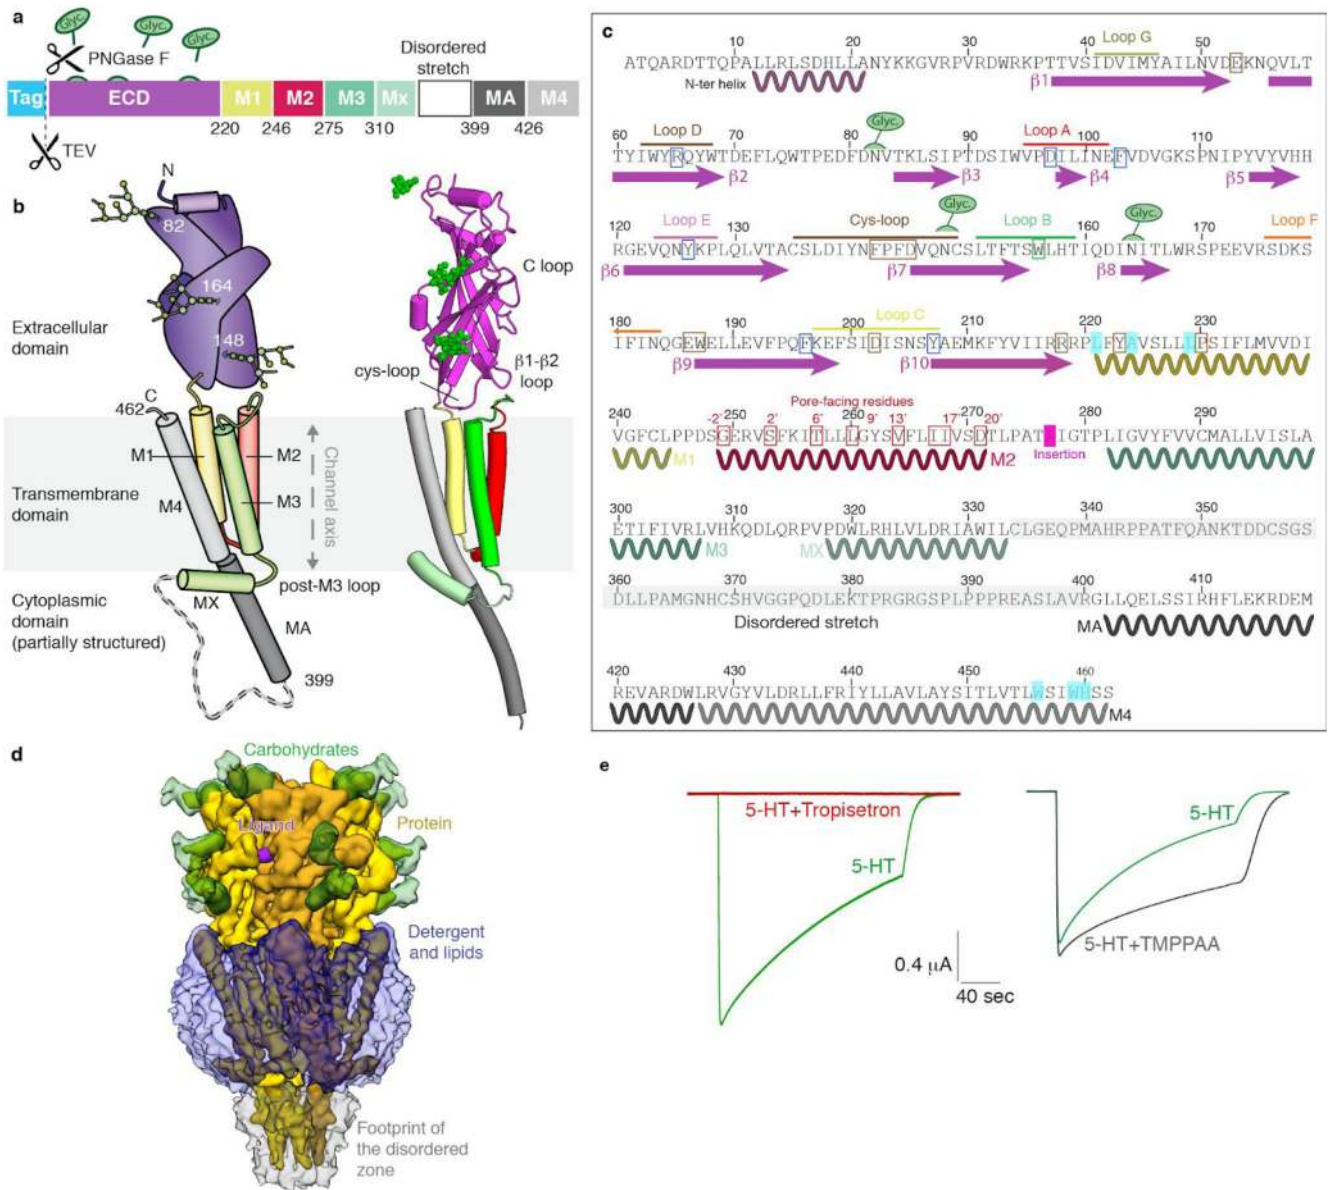 a
Glyc.
Glyc.
Glyc.
PNGase F
Disordered
stretch
Tag
ECD
M1
M2
M3
Mx
MA
M4
220
246
275
310
399
426
TEV
b
N
82
164
148
Extracellular
domain
C loop
β1-β2
loop
cys-loop
C
462
M1
M2
M4
M3
Channel axis
Transmembrane
domain
post-M3 loop
MX
Cytoplasmic
domain
(partially structured)
MA
399
c
Loop G
10 20 30 40 50
ATQARDTTQPALLRLSDHLLANYKKGVRPVRDWRKPTTVSIDVIMYAILNVDEKNQVLT
N-ter helix
β1
Loop D
Glyc.
Loop A
60 70 80 90 100 110
TYIWYRQYWTDEFLQWTPEDFDNVTKLSIPTDSIWVPDILINEFVDVGKSPNIPYVYVHH
β2 β3 β4 β5
Loop E
Cys-loop
Glyc.
Loop B
Glyc.
Loop F
120 130 140 150 160 170
RGEVQNYKPLQLVTACSLDIYNFPFDVQNCSLTFTSWLHTIQDINITLWRSPEEVRSDKS
β6 β7 β8
Loop C
180 190 200 210 220 230
IFINQGEWELLEVFPQFKEFSIDISNSYAEMKFYVIIRRRPLFYAVSLLLPSIFLMVVDI
β9 β10
Pore-facing residues
240 250 260 270 280 290
-2' 2' 6' 9' 13' 17' 20'
Insertion
M1 M2
300 310 320 330 340 350
ETIFIVRLVHKQDLQRPVPDWLRHLVLDRIAWILCLGEQPMAHRPPATFQANKTDDCSGS
M3 MX
360 370 380 390 400 410
DLLPAMGNHCSHVGGPQDLEKTPRGRGSPLPPPREASLAVRGLLQELSSIRHFLEKRDEM
Disordered stretch
MA
420 430 440 450 460
REVARDWLRVGYVLDRLLFRIYLLAVLAYSITLVTLWSIWHSS
M4
d
Carbohydrates
Ligand
Protein
Detergent
and lipids
Footprint of
the disordered
zone
e
5-HT+Tropisetron
5-HT
5-HT
5-HT+TMPPAA
0.4 µA
40 sec